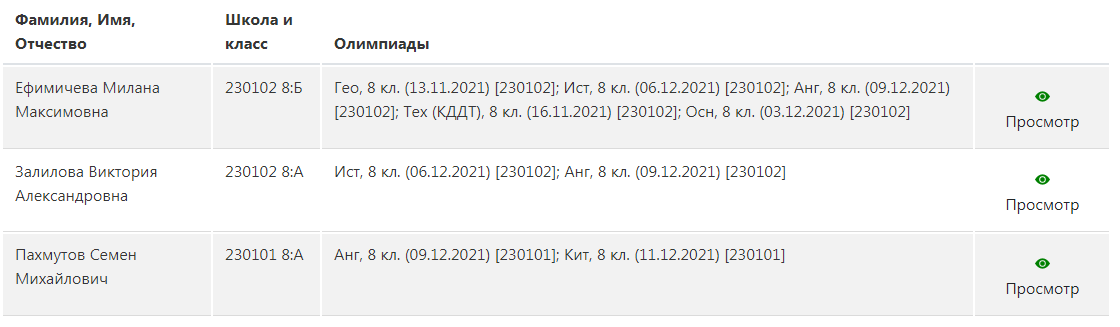 Фамилия, Имя, Отчество
Школа и класс
Олимпиады
Ефимичева Милана Максимовна
230102 8:Б
Гео, 8 кл. (13.11.2021) [230102]; Ист, 8 кл. (06.12.2021) [230102]; Анг, 8 кл. (09.12.2021)
[230102]; Тех (КДДТ), 8 кл. (16.11.2021) [230102]; Осн, 8 кл. (03.12.2021) [230102]
Просмотр
Залилова Виктория Александровна
230102 8:А
Ист, 8 кл. (06.12.2021) [230102]; Анг, 8 кл. (09.12.2021) [230102]
Просмотр
Пахмутов Семен Михайлович
230101 8:А
Анг, 8 кл. (09.12.2021) [230101]; Кит, 8 кл. (11.12.2021) [230101]
Просмотр